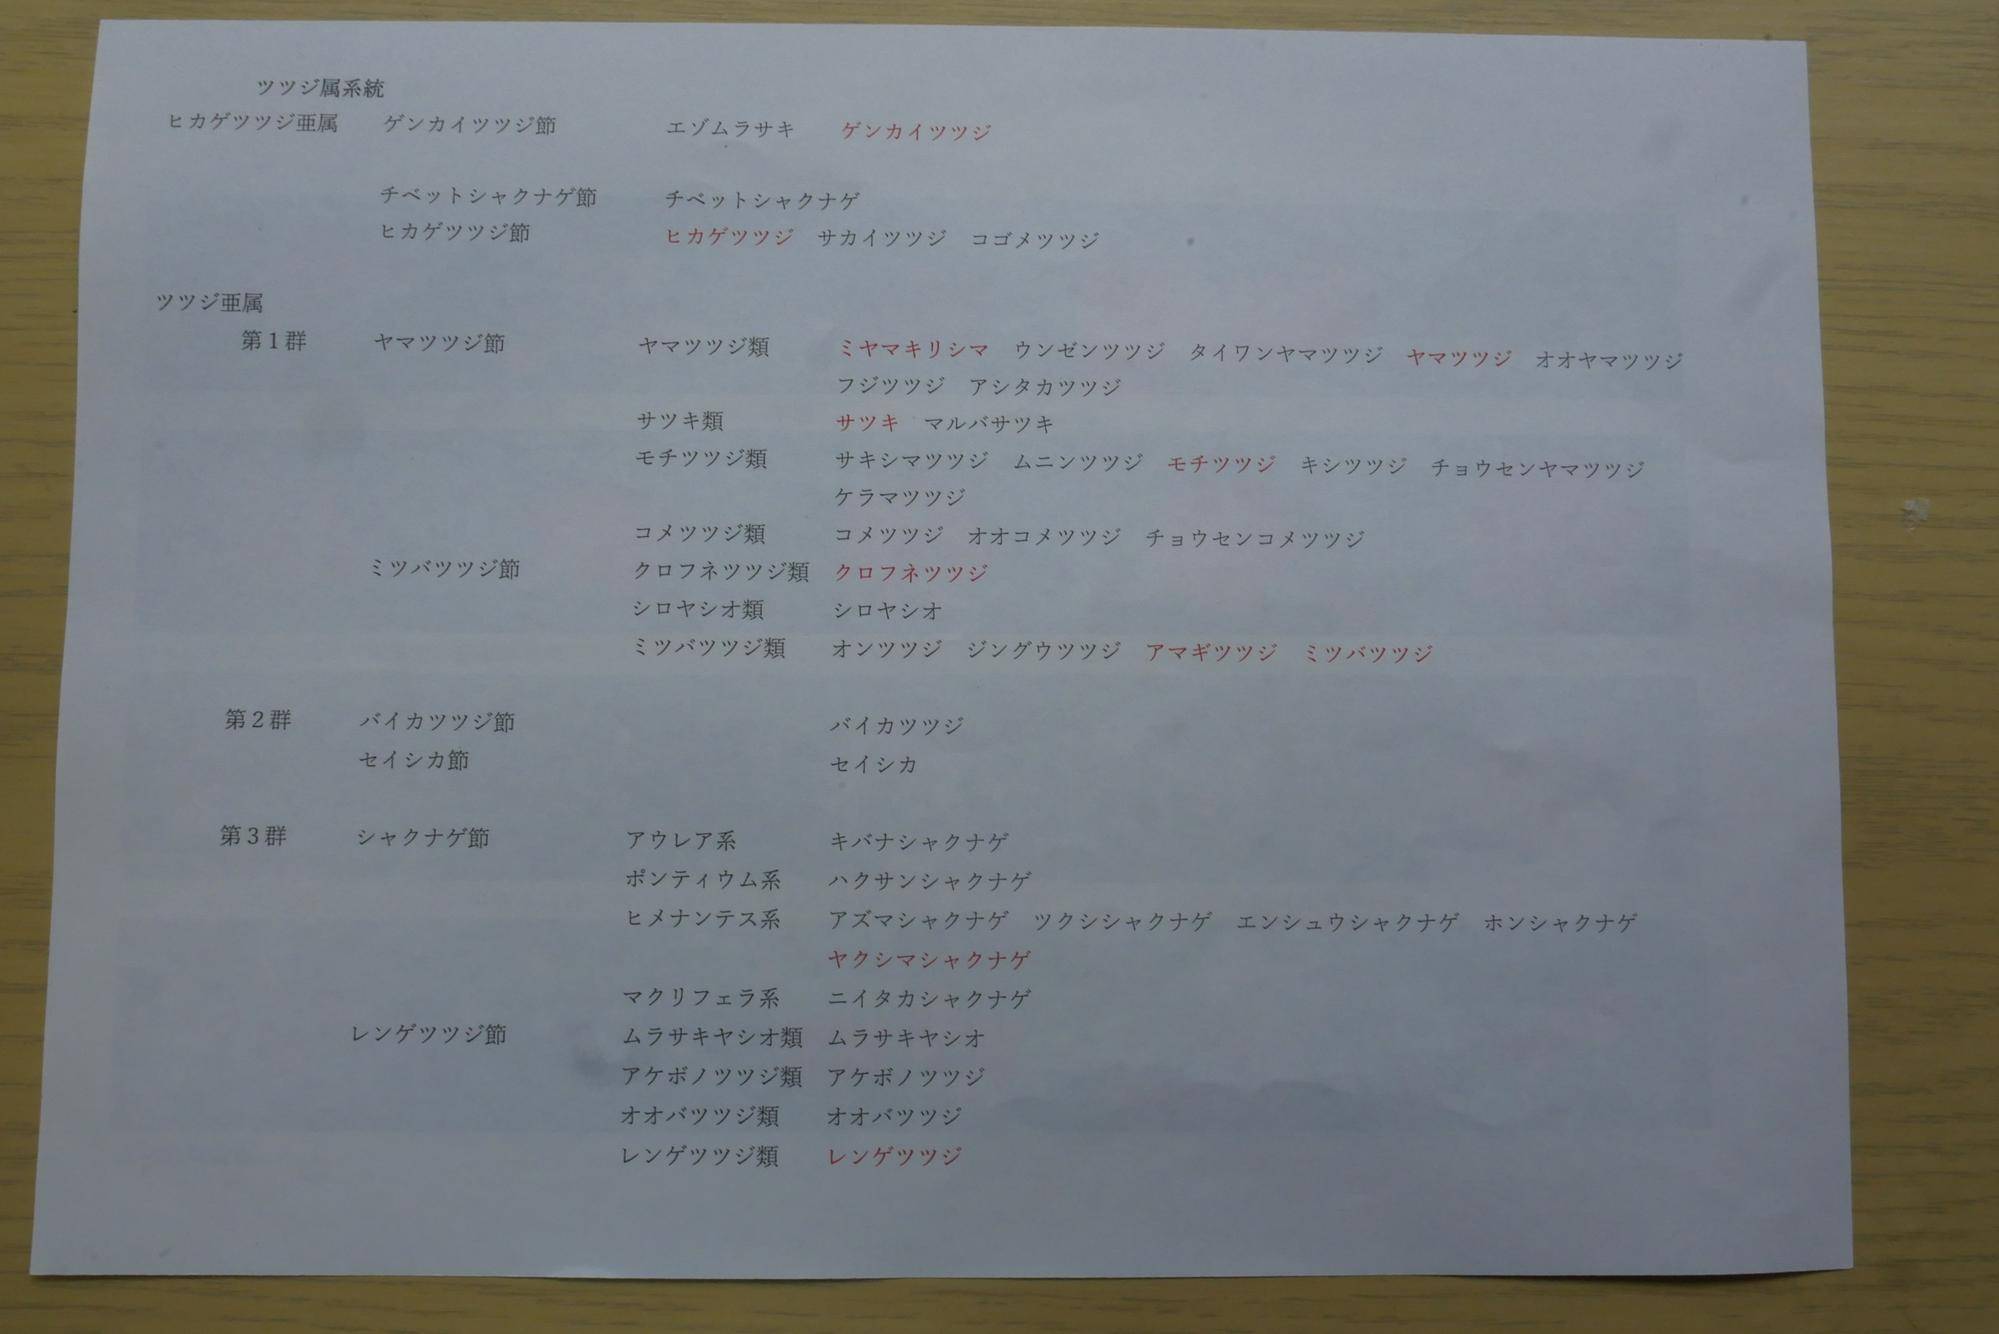 ツツジ属系統
ヒカゲツツジ亜属　ゲンカイツツジ節　エゾムラサキ　ゲンカイツツジ
チベットシャクナゲ節　チベットシャクナゲ
ヒカゲツツジ節　ヒカゲツツジ　サカイツツジ　コゴメツツジ
ツツジ亜属
第１群　ヤマツツジ節　ヤマツツジ類　ミヤマキリシマ　ウンゼンツツジ　タイワンヤマツツジ　ヤマツツジ　オオヤマツツジ
フジツツジ　アシタカツツジ
サツキ類　サツキ　マルバサツキ
モチツツジ類　サキシマツツジ　ムニンツツジ　モチツツジ　キシツツジ　チョウセンヤマツツジ
ケラマツツジ
コメツツジ類　コメツツジ　オオコメツツジ　チョウセンコメツツジ
ミツバツツジ節　クロフネツツジ類　クロフネツツジ
シロヤシオ類　シロヤシオ
ミツバツツジ類　オンツツジ　ジングウツツジ　アマギツツジ　ミツバツツジ
第２群　バイカツツジ節　バイカツツジ
セイシカ節　セイシカ
第３群　シャクナゲ節　アウレア系　キバナシャクナゲ
ポンティウム系　ハクサンシャクナゲ
ヒメナンテス系　アズマシャクナゲ　ツクシシャクナゲ　エンシュウシャクナゲ　ホンシャクナゲ
ヤクシマシャクナゲ
マクリフェラ系　ニイタカシャクナゲ
レンゲツツジ節　ムラサキヤシオ類　ムラサキヤシオ
アケボノツツジ類　アケボノツツジ
オオバツツジ類　オオバツツジ
レンゲツツジ類　レンゲツツジ